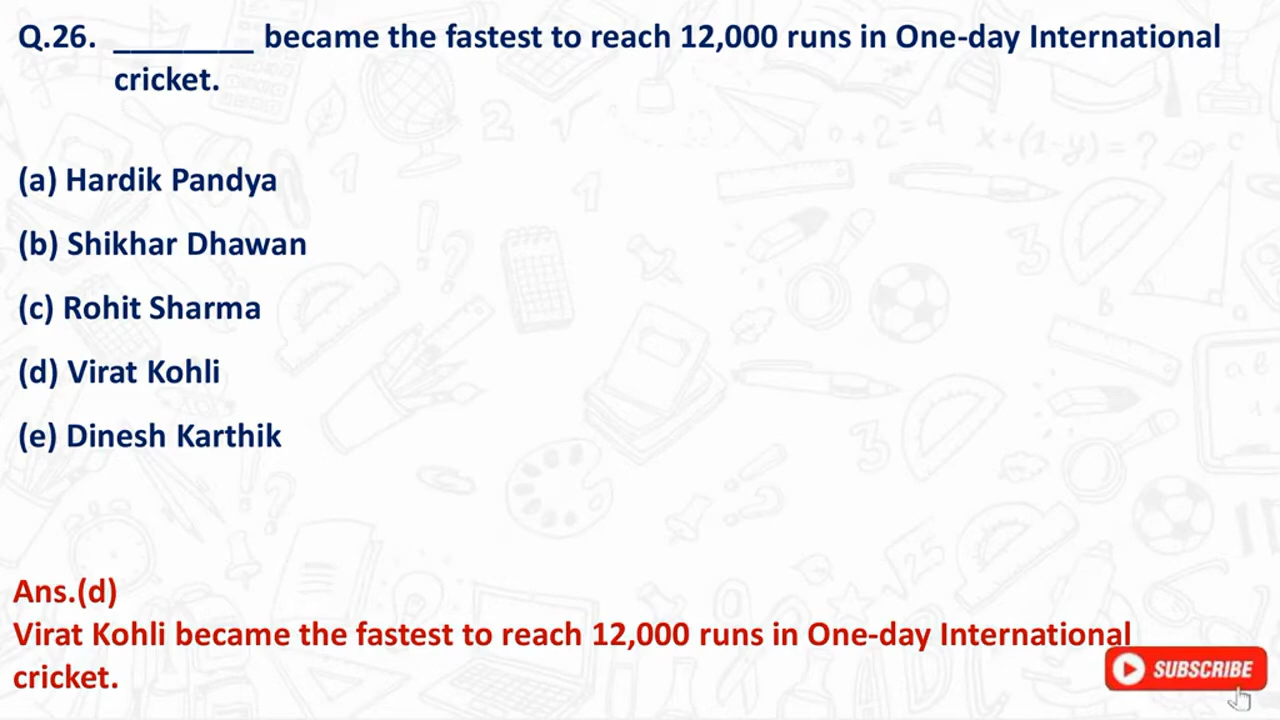 Q.26. ________ became the fastest to reach 12,000 runs in One-day International
cricket.
(a) Hardik Pandya
(b) Shikhar Dhawan
(c) Rohit Sharma
(d) Virat Kohli
(e) Dinesh Karthik
Ans.(d)
Virat Kohli became the fastest to reach 12,000 runs in One-day International
cricket.
SUBSCRIBE